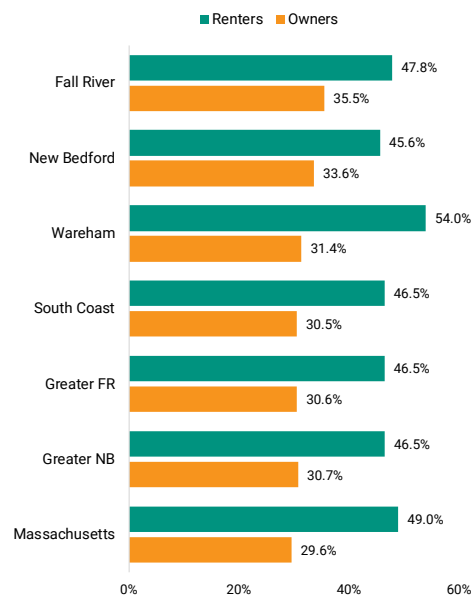 Renters Owners
Fall River
47.8%
35.5%
New Bedford
45.6%
33.6%
Wareham
54.0%
31.4%
South Coast
46.5%
30.5%
Greater FR
46.5%
30.6%
Greater NB
46.5%
30.7%
Massachusetts
49.0%
29.6%
0% 20% 40% 60%